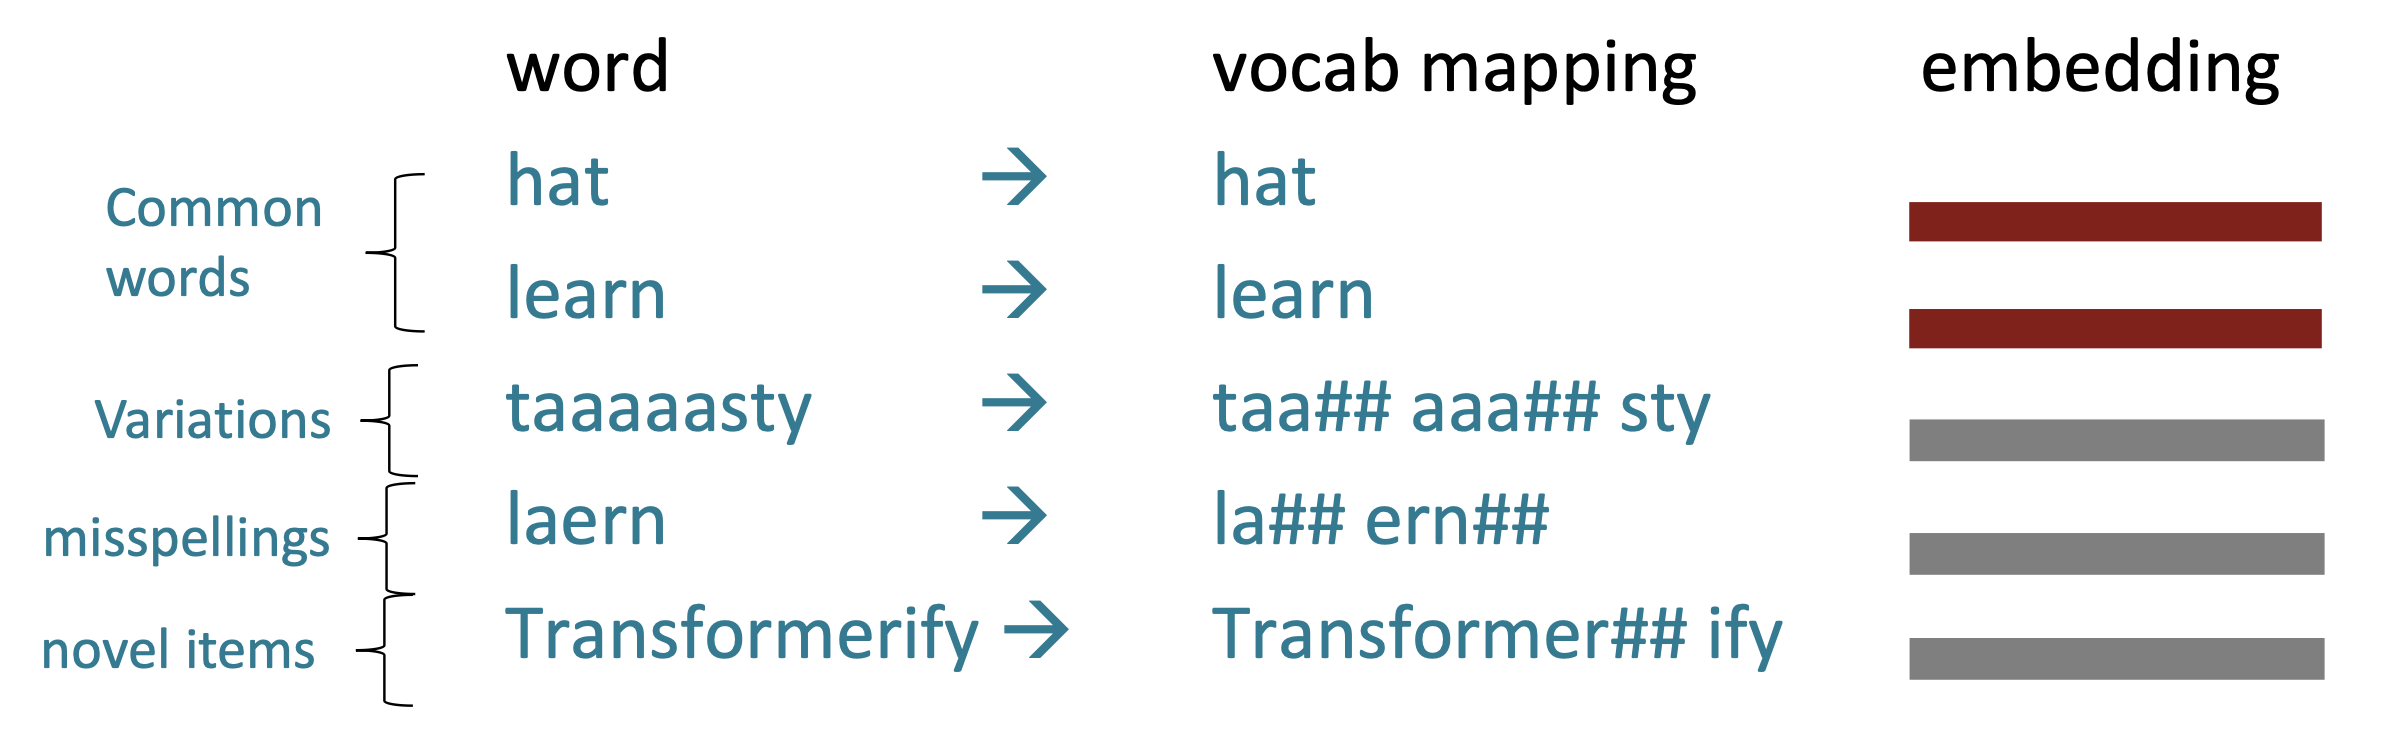 word vocab mapping embedding
Common
words
hat → hat
learn → learn
Variations taaaaasty → taa## aaa## sty
misspellings laern → la## ern##
novel items Transformerify → Transformer## ify